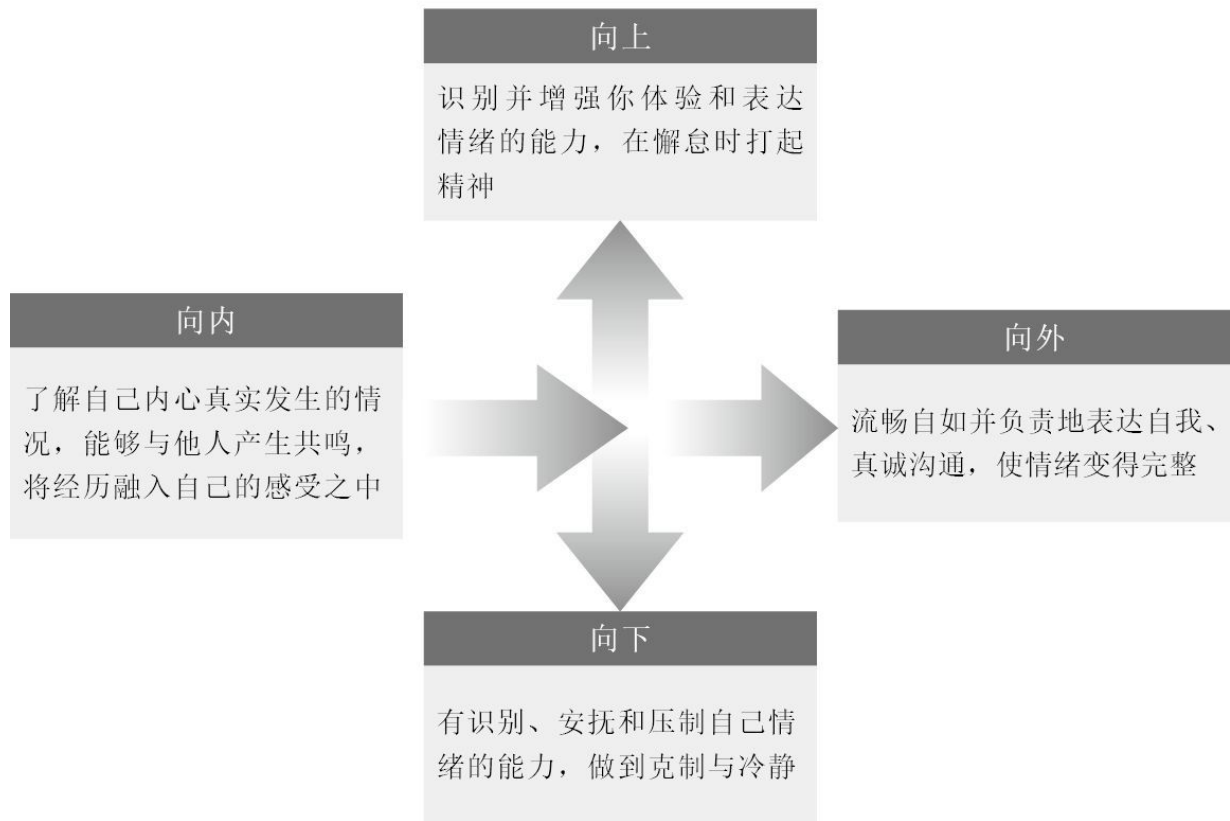 向上
识别并增强你体验和表达
情绪的能力，在懈怠时打起
精神
向内
了解自己内心真实发生的情
况，能够与他人产生共鸣，
将经历融入自己的感受之中
向外
流畅自如并负责地表达自我、
真诚沟通，使情绪变得完整
向下
有识别、安抚和压制自己情
绪的能力，做到克制与冷静